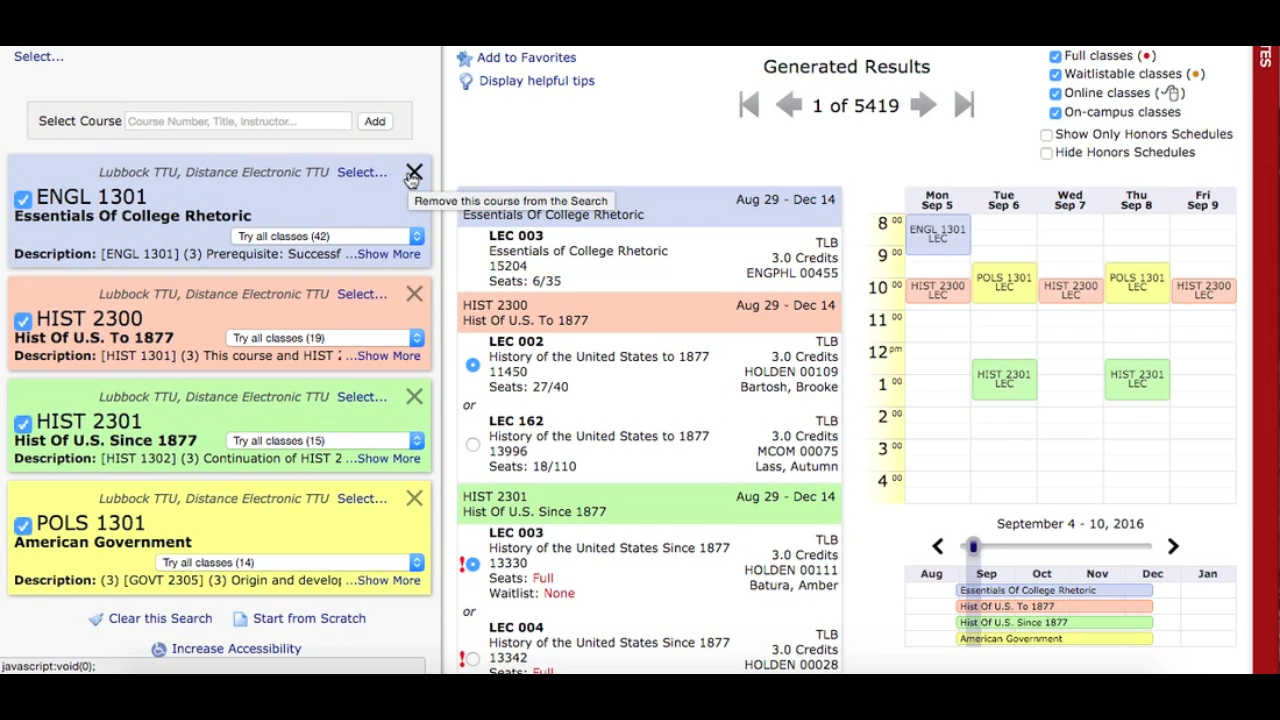 Select...
Select Course Course Number, Title, Instructor... Add
Lubbock TTU, Distance Electronic TTU Select...
ENGL 1301
Essentials Of College Rhetoric
Try all classes (42)
Description: [ENGL 1301] (3) Prerequisite: Successf ...Show More
Lubbock TTU, Distance Electronic TTU Select...
HIST 2300
Hist Of U.S. To 1877
Try all classes (19)
Description: [HIST 1301] (3) This course and HIST 2 ...Show More
Lubbock TTU, Distance Electronic TTU Select...
HIST 2301
Hist Of U.S. Since 1877
Try all classes (15)
Description: [HIST 1302] (3) Continuation of HIST 2 ...Show More
Lubbock TTU, Distance Electronic TTU Select...
POLS 1301
American Government
Try all classes (14)
Description: (3) [GOVT 2305] (3) Origin and develop ...Show More
Clear this Search Start from Scratch
Increase Accessibility
javascript:void(0);
Add to Favorites
Display helpful tips
Generated Results
1 of 5419
Full classes (●)
Waitlistable classes (●)
Online classes ( )
On-campus classes
Show Only Honors Schedules
Hide Honors Schedules
TES
Remove this course from the Search
Aug 29 - Dec 14
Essentials Of College Rhetoric
LEC 003
Essentials of College Rhetoric
15204
Seats: 6/35
TLB
3.0 Credits
ENGPHL 00455
HIST 2300 Aug 29 - Dec 14
Hist Of U.S. To 1877
LEC 002
History of the United States to 1877
11450
Seats: 27/40
TLB
3.0 Credits
HOLDEN 00109
Bartosh, Brooke
or
LEC 162
History of the United States to 1877
13996
Seats: 18/110
TLB
3.0 Credits
MCOM 00075
Lass, Autumn
HIST 2301 Aug 29 - Dec 14
Hist Of U.S. Since 1877
LEC 003
History of the United States Since 1877
13330
Seats: Full
Waitlist: None
TLB
3.0 Credits
HOLDEN 00111
Batura, Amber
or
LEC 004
History of the United States Since 1877
13342
Seats: Full
TLB
3.0 Credits
HOLDEN 00028
Mon Tue Wed Thu Fri
Sep 5 Sep 6 Sep 7 Sep 8 Sep 9
8 00
ENGL 1301
LEC
9 00
POLS 1301 POLS 1301
LEC LEC
10 00
HIST 2300 HIST 2300 HIST 2300
LEC LEC LEC
11 00
12 pm
HIST 2301 HIST 2301
LEC LEC
1 00
2 00
3 00
4 00
September 4 - 10, 2016
Aug Sep Oct Nov Dec Jan
Essentials Of College Rhetoric
Hist Of U.S. To 1877
Hist Of U.S. Since 1877
American Government